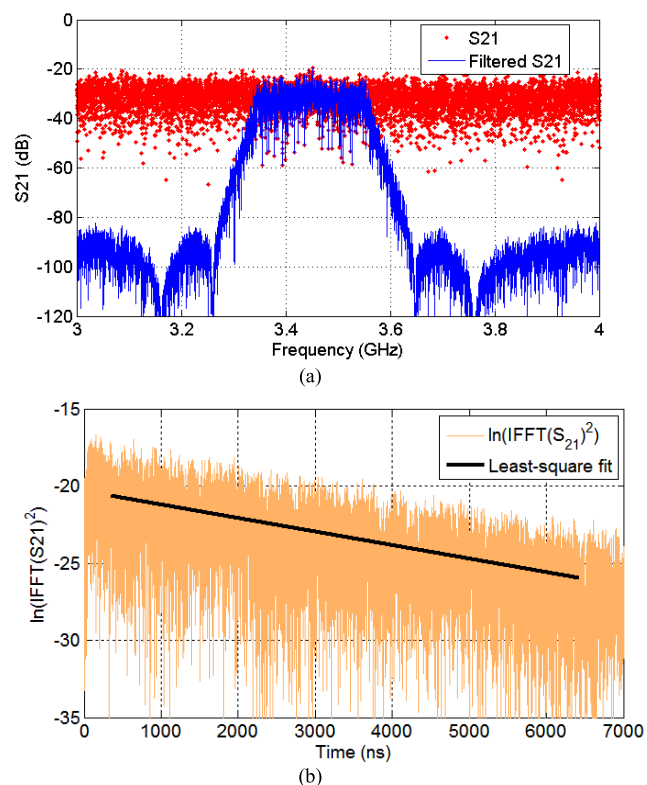 0
-20
-40
-60
-80
-100
-120
S21 (dB)
S21
Filtered S21
3
3.2
3.4
3.6
3.8
4
Frequency (GHz)
(a)
-15
-20
-25
-30
-35
ln(IFFT(S21)^2)
ln(IFFT(S_21)^2)
Least-square fit
0
1000
2000
3000
4000
5000
6000
7000
Time (ns)
(b)